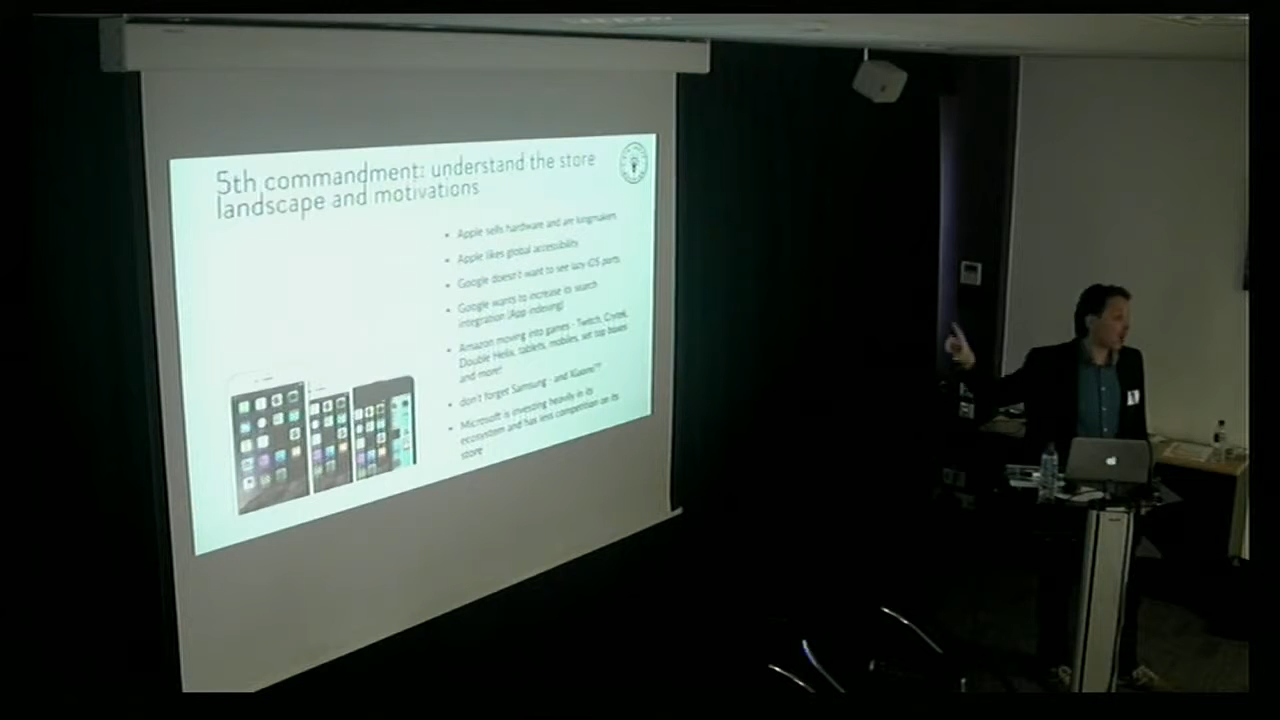 5th commandment: understand the store
landscape and motivations
Apple sells hardware and are kingmakers
Apple likes global accessibility
Google doesn't want to see lazy iOS ports
Google wants to increase its search
integration (App indexing)
Amazon moving into games - Twitch, Crytek,
Double Helix, tablets, mobiles, set top boxes
and more!
don't forget Samsung - and Xiaomi
Microsoft is investing heavily in its
ecosystem and has less competition on its
store